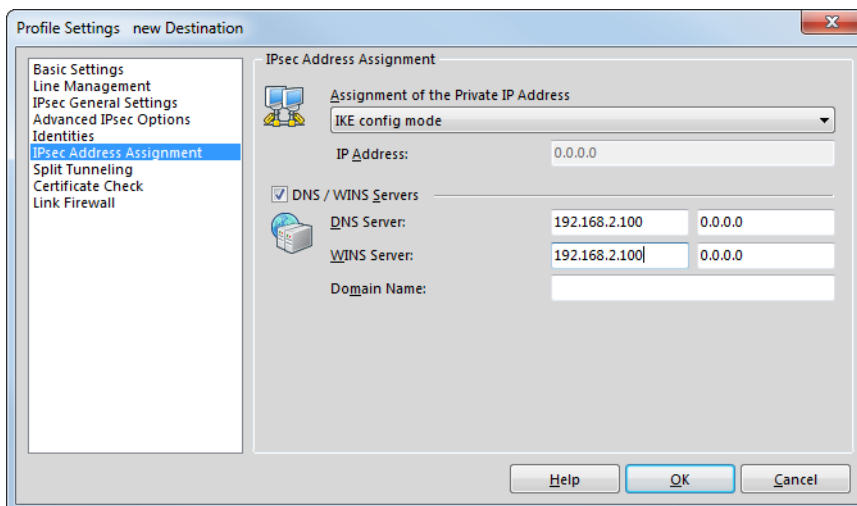 Profile Settings new Destination
X
Basic Settings
Line Management
IPsec General Settings
Advanced IPsec Options
Identities
IPsec Address Assignment
Split Tunneling
Certificate Check
Link Firewall
IPsec Address Assignment
Assignment of the Private IP Address
IKE config mode
IP Address: 0.0.0.0
DNS / WINS Servers
DNS Server: 192.168.2.100 0.0.0.0
WINS Server: 192.168.2.100 0.0.0.0
Domain Name:
Help OK Cancel